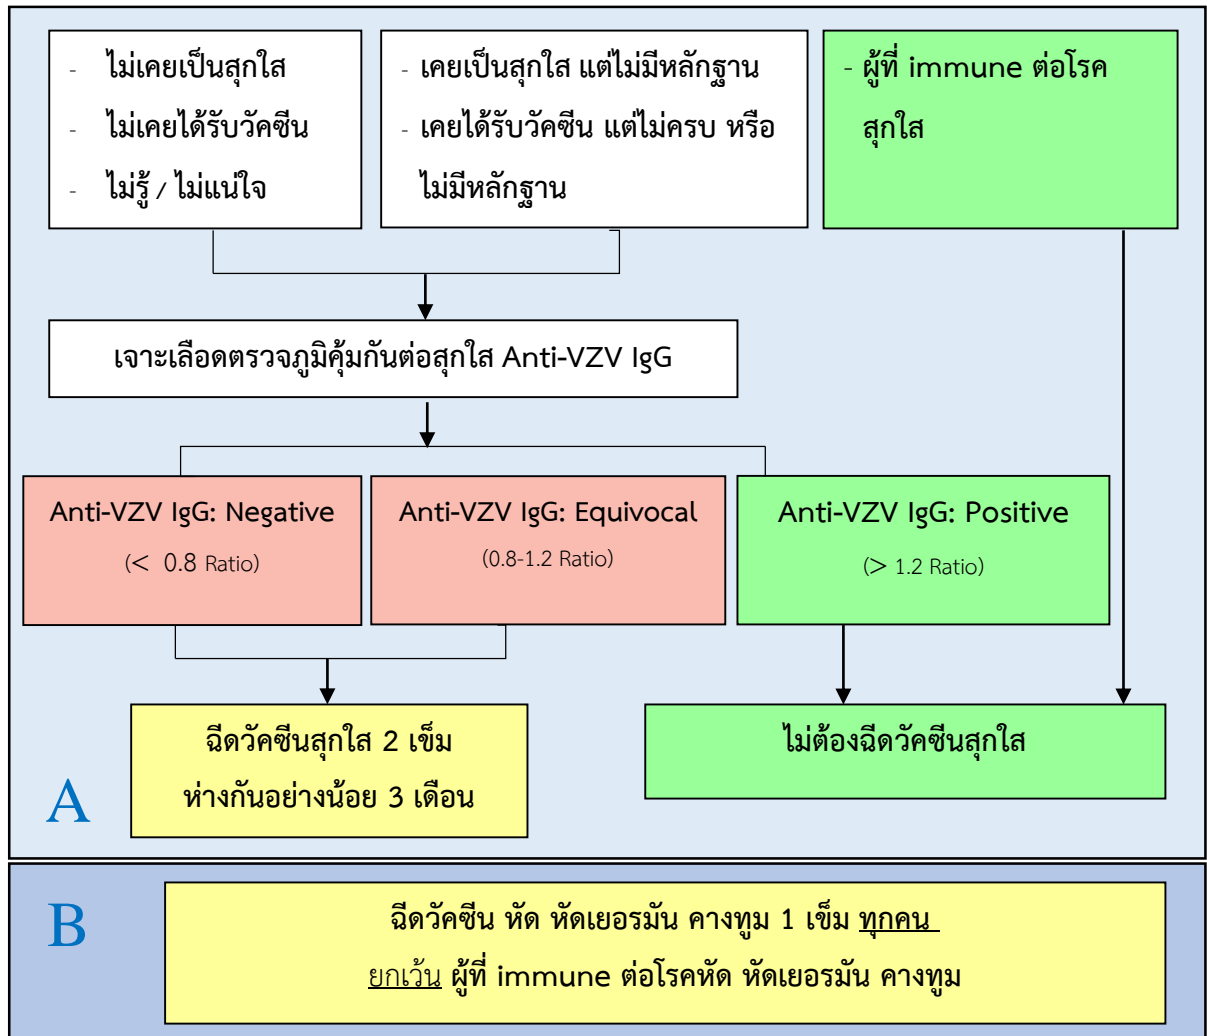 - ไม่เคยเป็นสุกใส
- ไม่เคยได้รับวัคซีน
- ไม่รู้ / ไม่แน่ใจ
- เคยเป็นสุกใส แต่ไม่มีหลักฐาน
- เคยได้รับวัคซีน แต่ไม่ครบ หรือ
ไม่มีหลักฐาน
- ผู้ที่ immune ต่อโรค
สุกใส
เจาะเลือดตรวจภูมิคุ้มกันต่อสุกใส Anti-VZV IgG
Anti-VZV IgG: Negative
(< 0.8 Ratio)
Anti-VZV IgG: Equivocal
(0.8-1.2 Ratio)
Anti-VZV IgG: Positive
(> 1.2 Ratio)
ฉีดวัคซีนสุกใส 2 เข็ม
ห่างกันอย่างน้อย 3 เดือน
ไม่ต้องฉีดวัคซีนสุกใส
A
B
ฉีดวัคซีน หัด หัดเยอรมัน คางทูม 1 เข็ม ทุกคน
ยกเว้น ผู้ที่ immune ต่อโรคหัด หัดเยอรมัน คางทูม